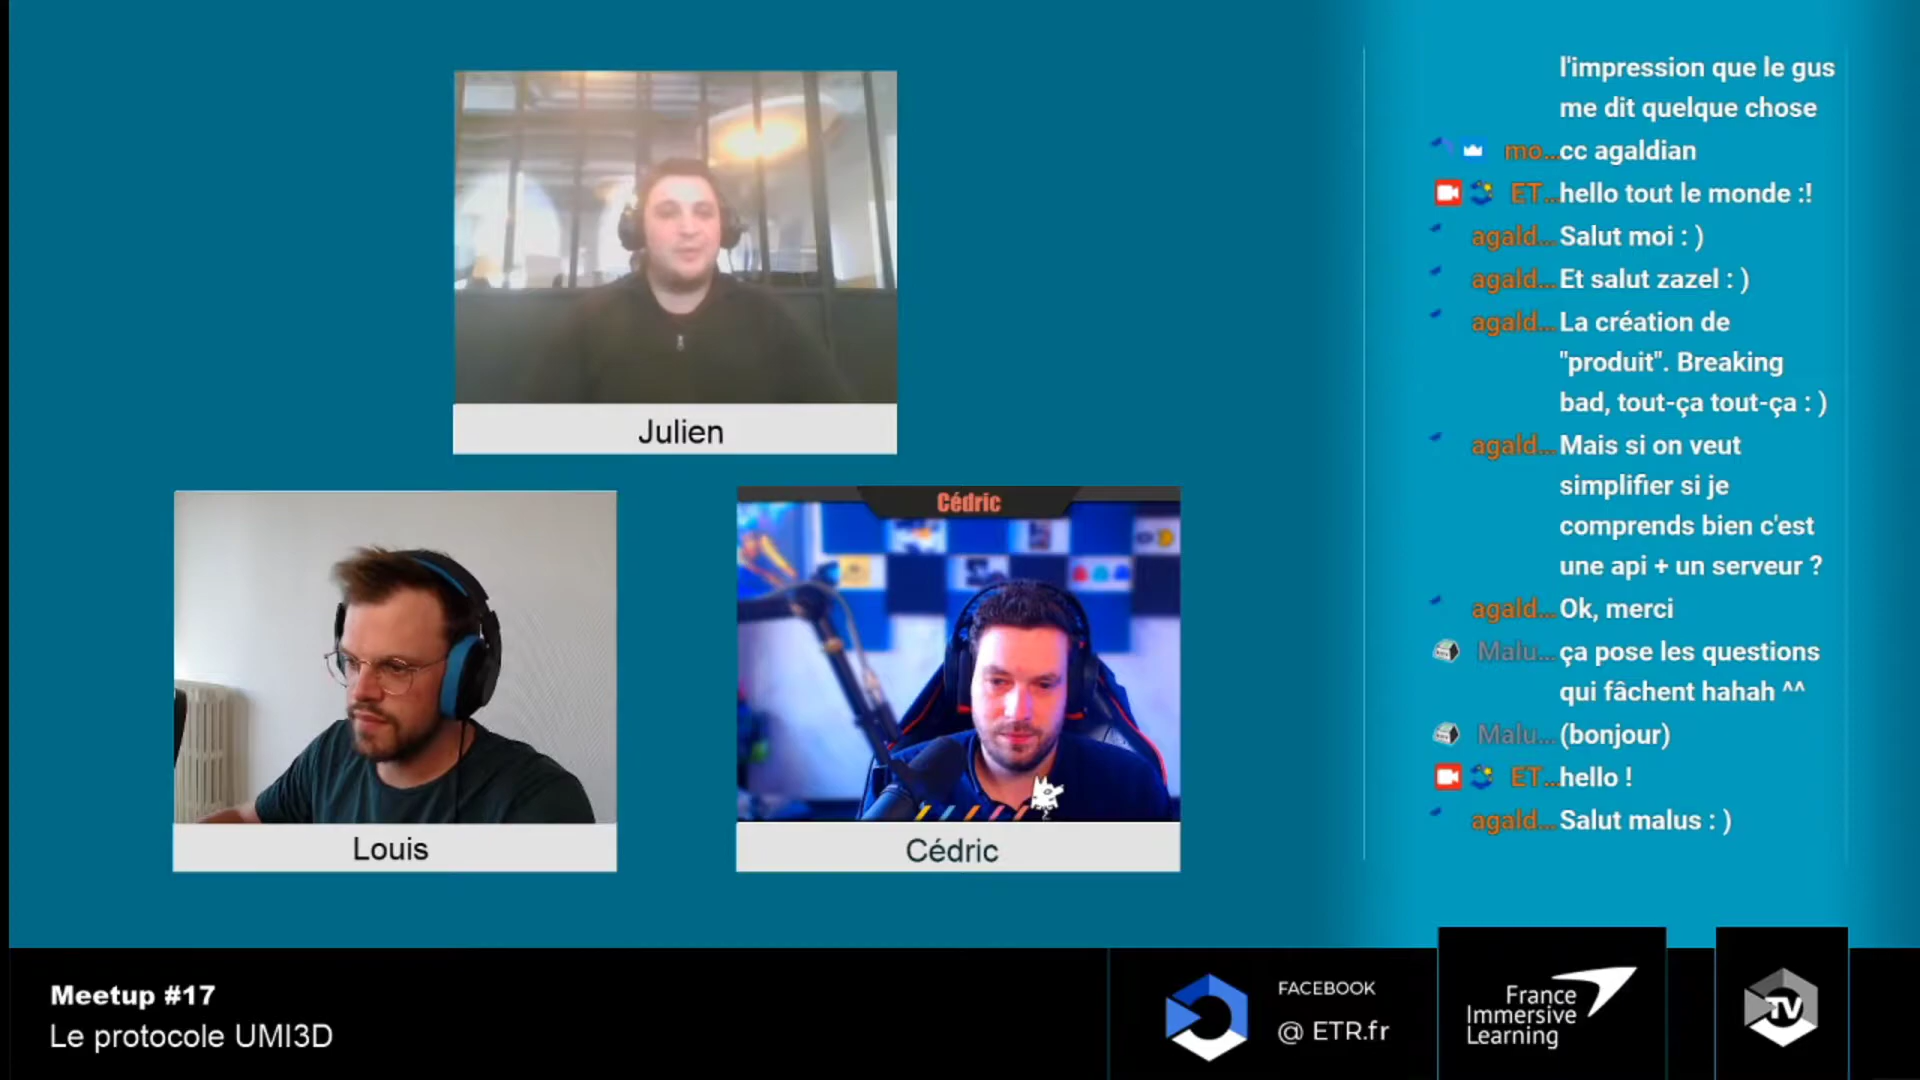 Julien
Louis
Cédric
Cédric
l'impression que le gus
me dit quelque chose
mo... cc agaldian
ET... hello tout le monde :!
agald... Salut moi : )
agald... Et salut zazel : )
agald... La création de
"produit". Breaking
bad, tout-ça tout-ça : )
agald... Mais si on veut
simplifier si je
comprends bien c'est
une api + un serveur ?
agald... Ok, merci
Malu... ça pose les questions
qui fâchent hahah ^^
Malu... (bonjour)
ET... hello !
agald... Salut malus : )
Meetup #17
Le protocole UMI3D
FACEBOOK
@ ETR.fr
France
Immersive
Learning
TV